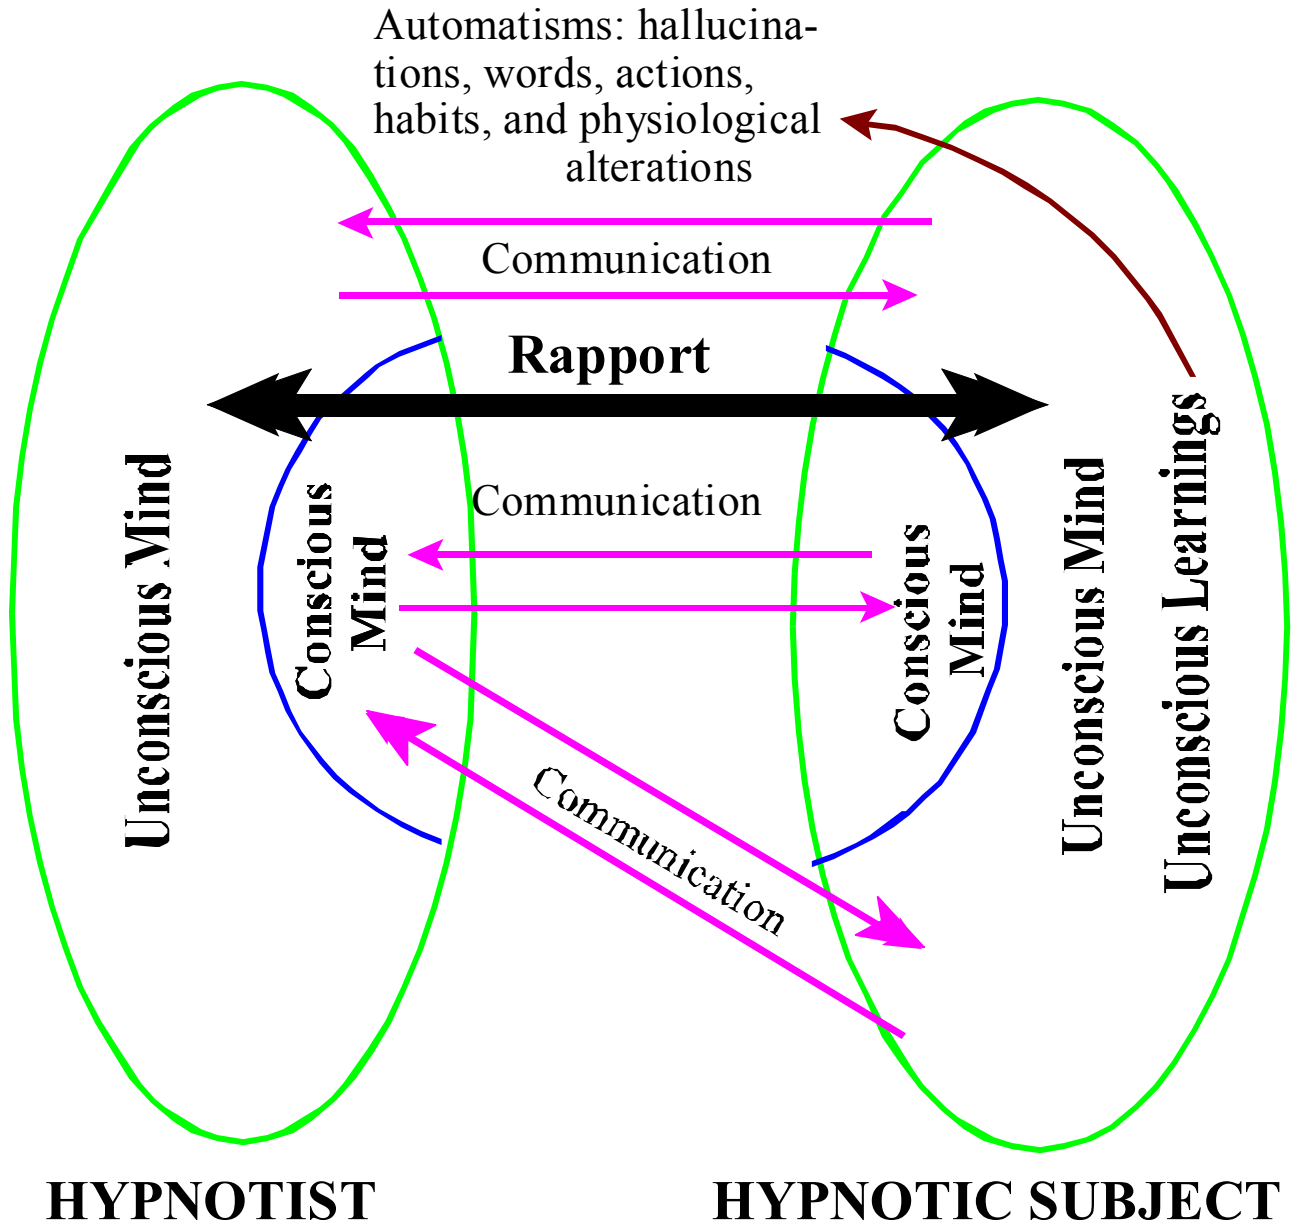 Automatisms: hallucina-
tions, words, actions,
habits, and physiological
alterations
Communication
Rapport
Communication
Unconscious Mind
Conscious
Mind
Conscious
Mind
Unconscious Mind
Unconscious Learnings
Communication
HYPNOTIST
HYPNOTIC SUBJECT